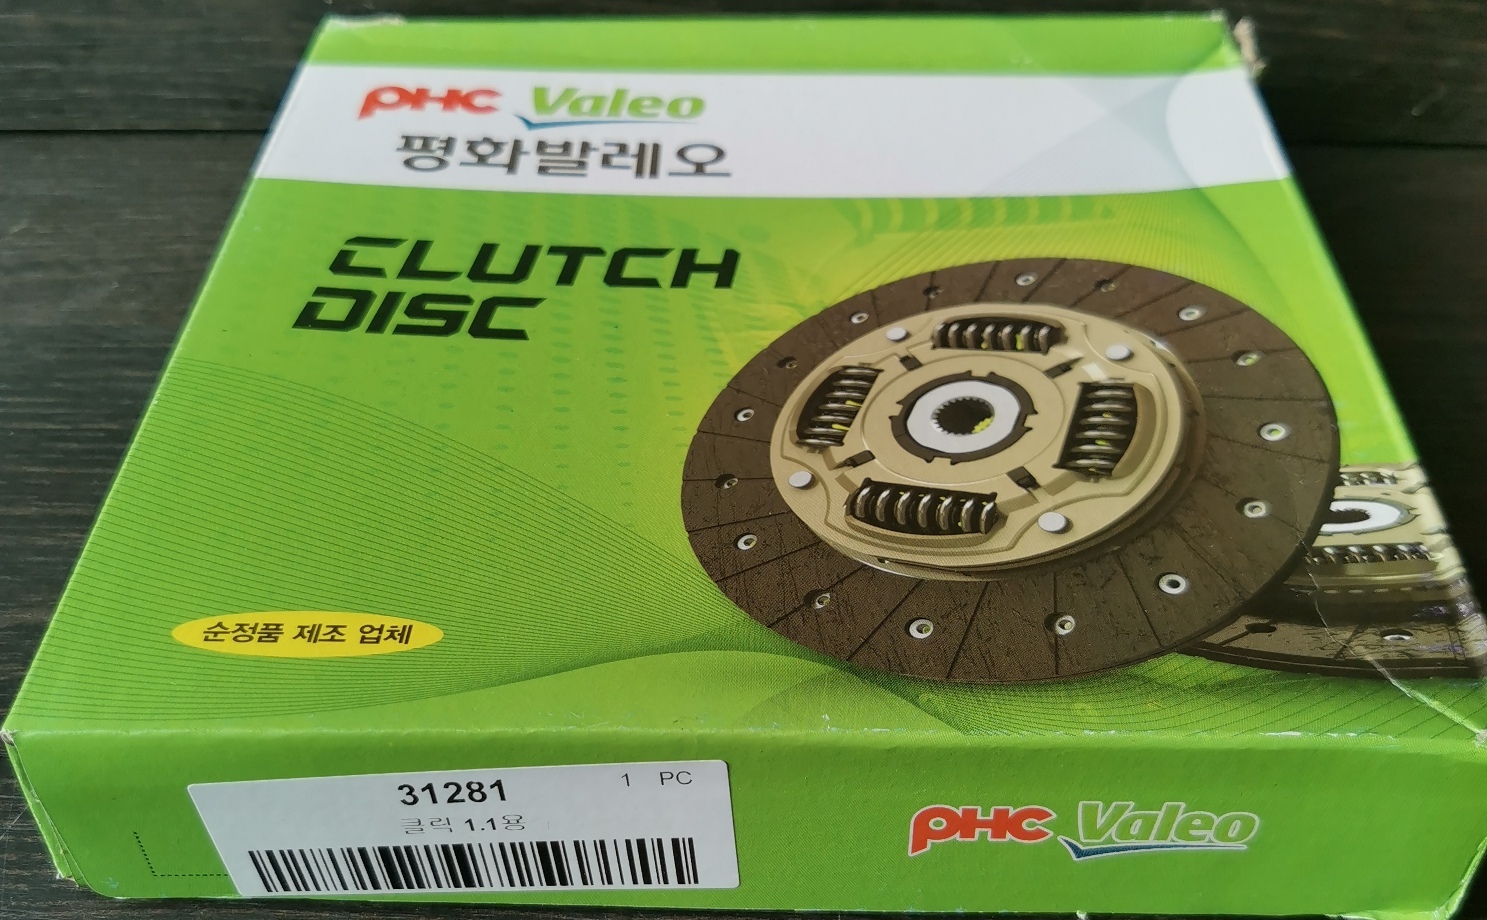 PHC Valeo
평화발레오
CLUTCH
DISC
순정품 제조 업체
31281
1 PC
클릭 1.1용
PHC Valeo